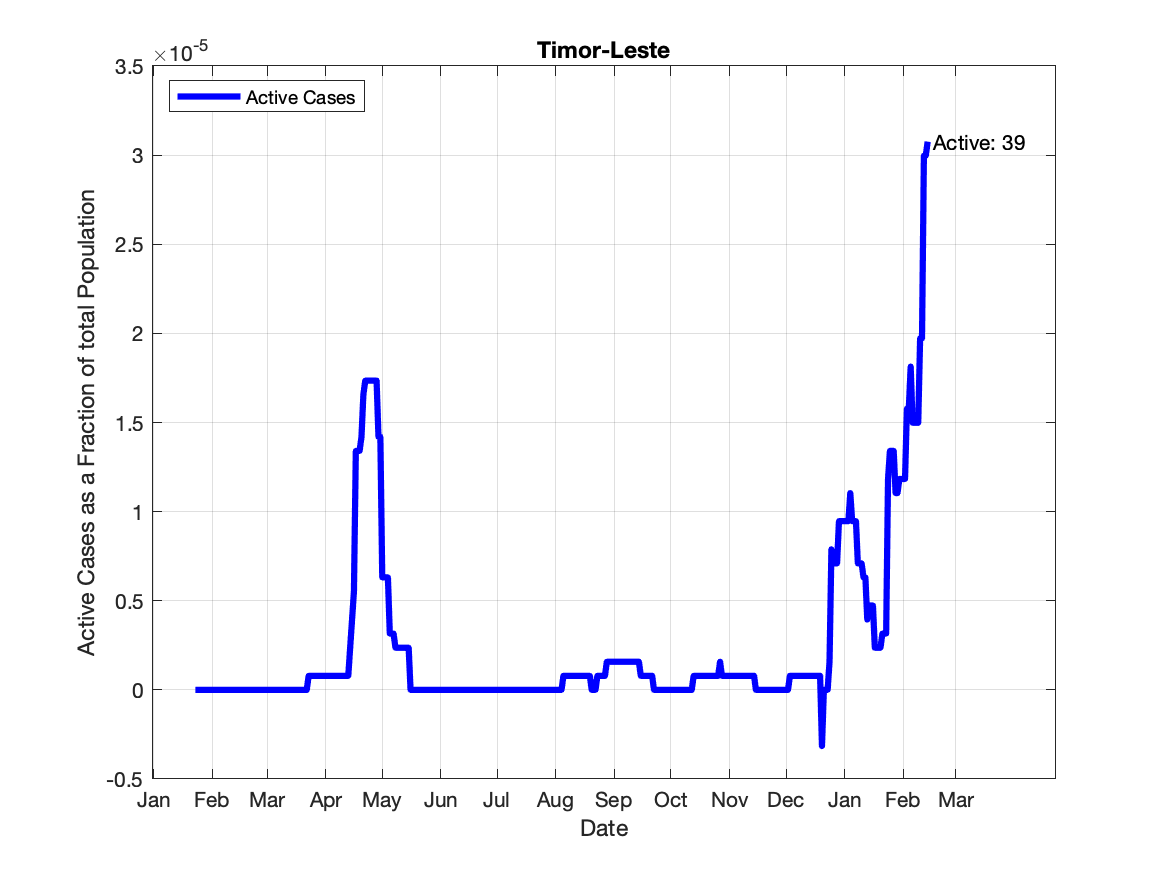 Timor-Leste
×10-5
3.5
3
2.5
2
1.5
1
0.5
0
-0.5
Active Cases
Active: 39
Active Cases as a Fraction of total Population
Jan Feb Mar Apr May Jun Jul Aug Sep Oct Nov Dec Jan Feb Mar
Date